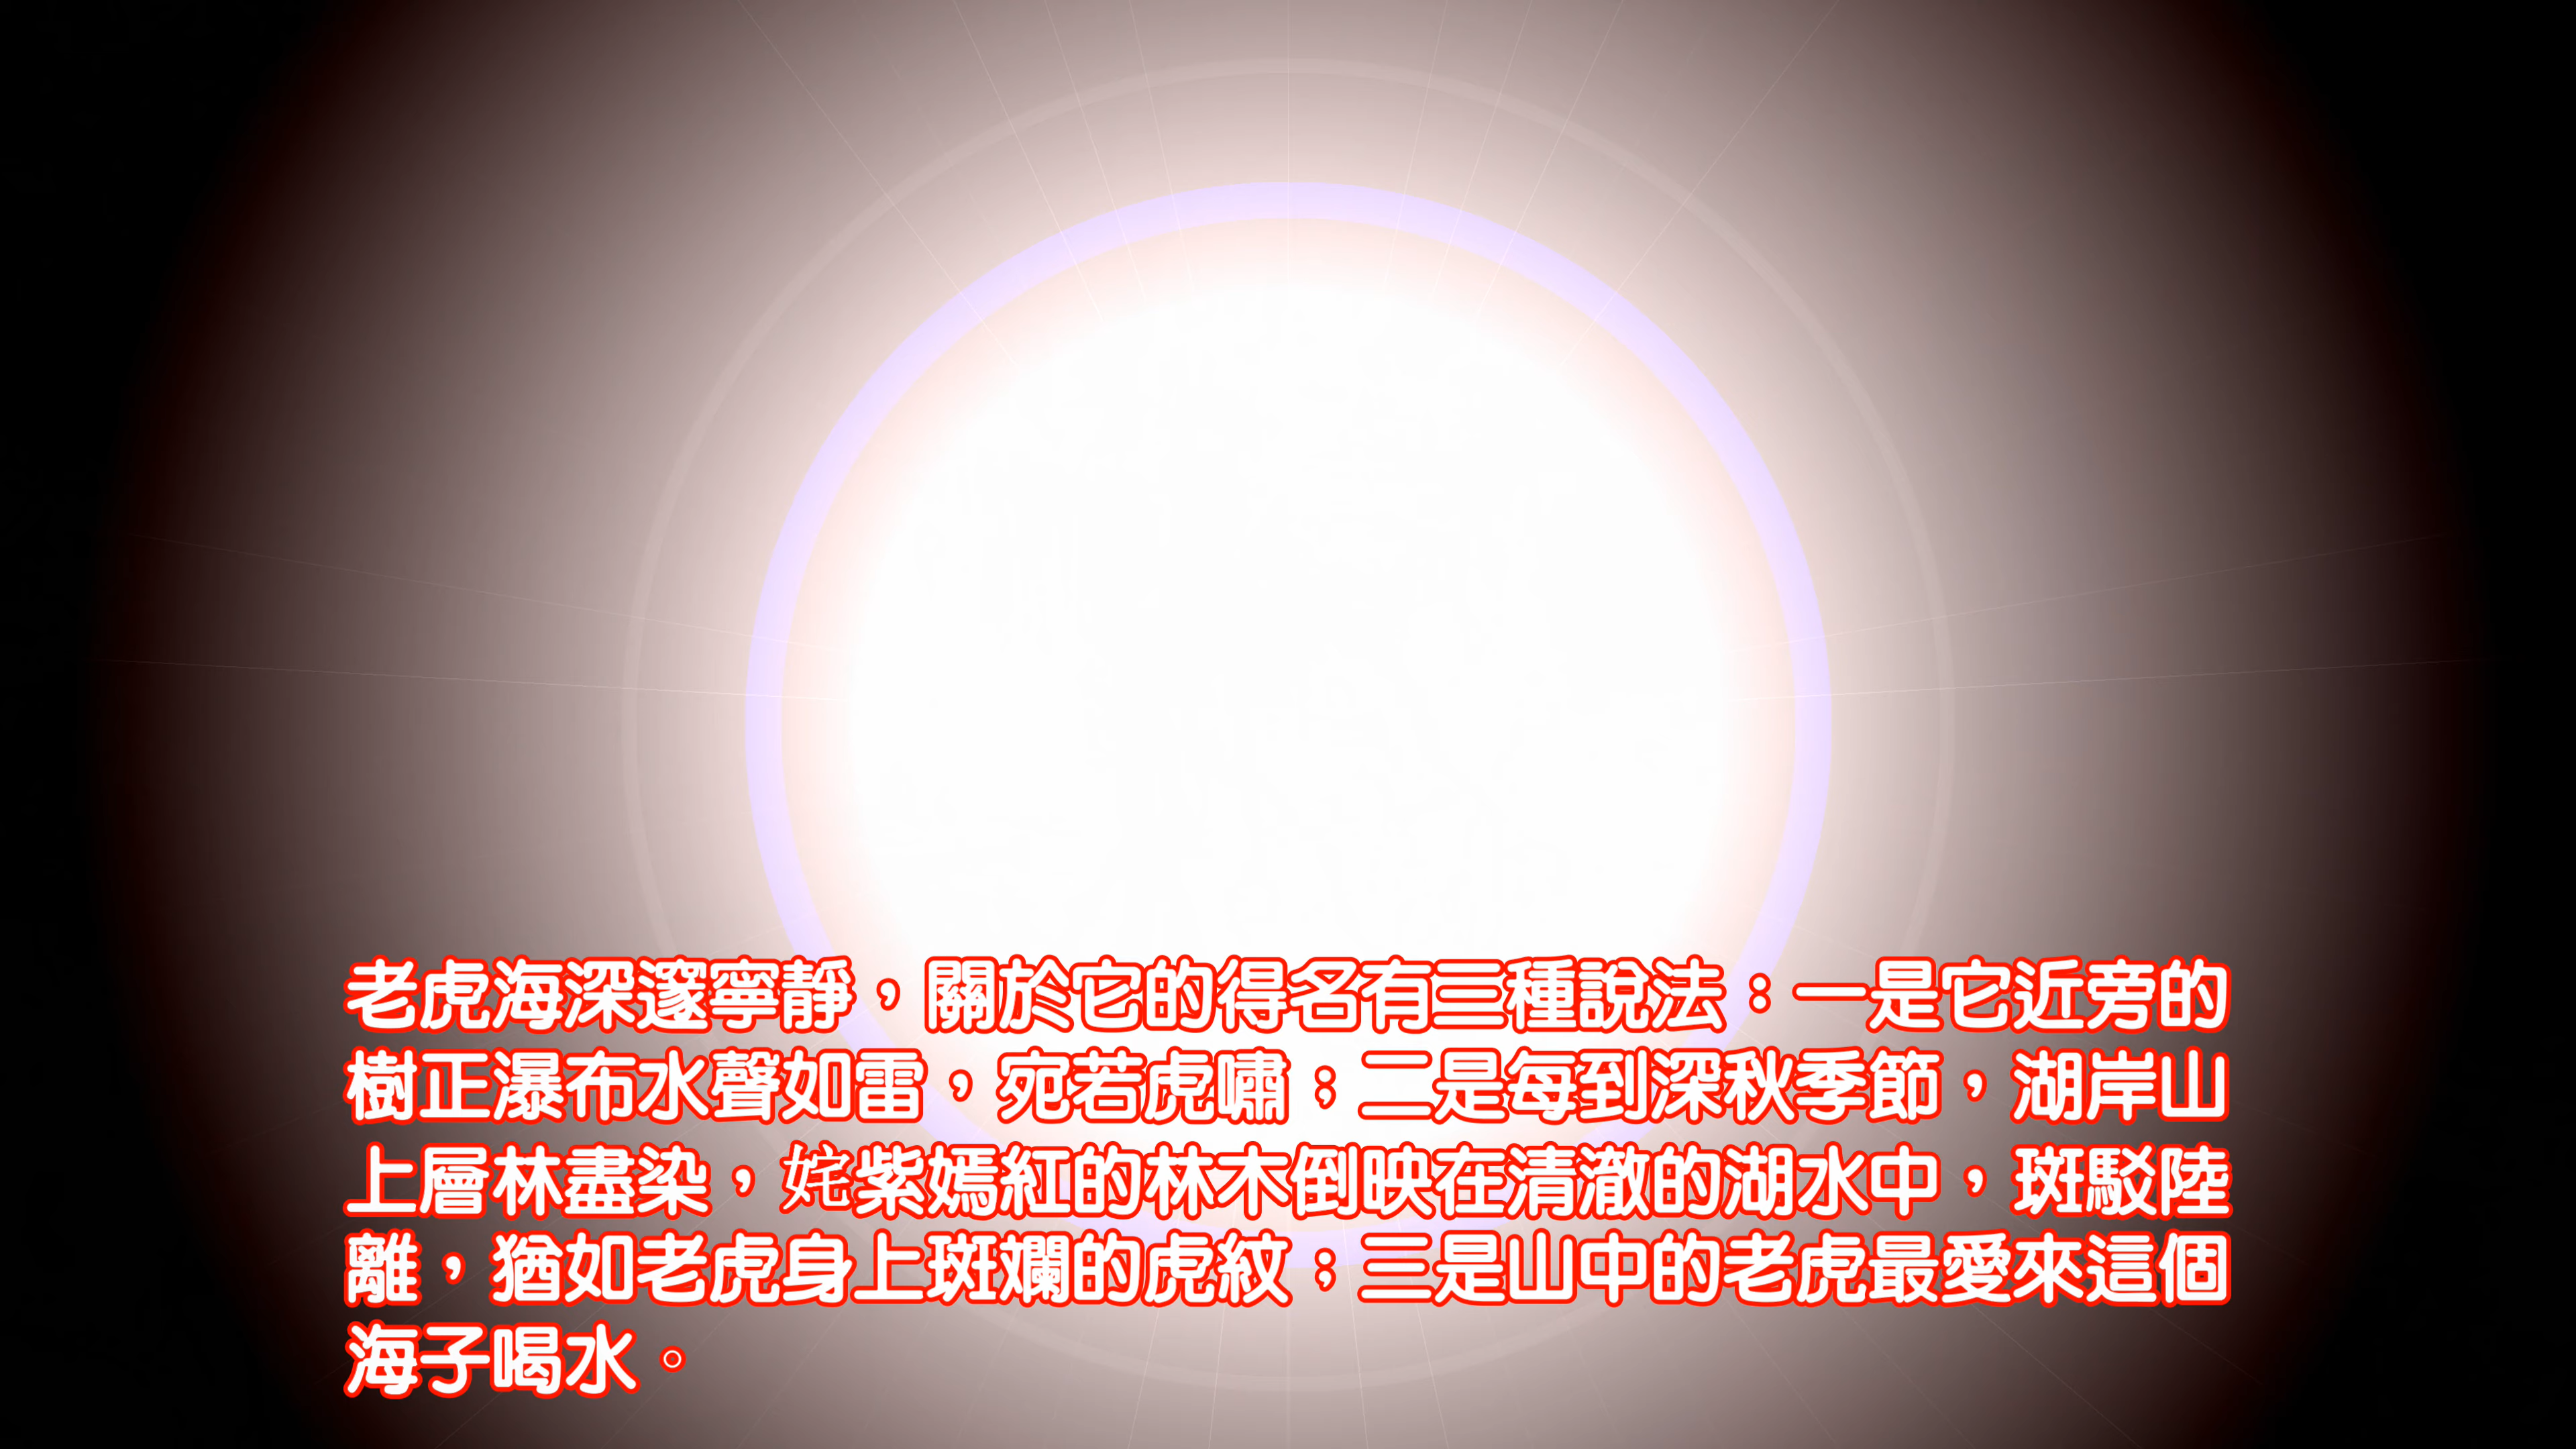 老虎海深邃寧靜，關於它的得名有三種說法：一是它近旁的
樹正瀑布水聲如雷，宛若虎嘯；二是每到深秋季節，湖岸山
上層林盡染，姹紫嫣紅的林木倒映在清澈的湖水中，斑駁陸
離，猶如老虎身上斑斕的虎紋；三是山中的老虎最愛來這個
海子喝水。